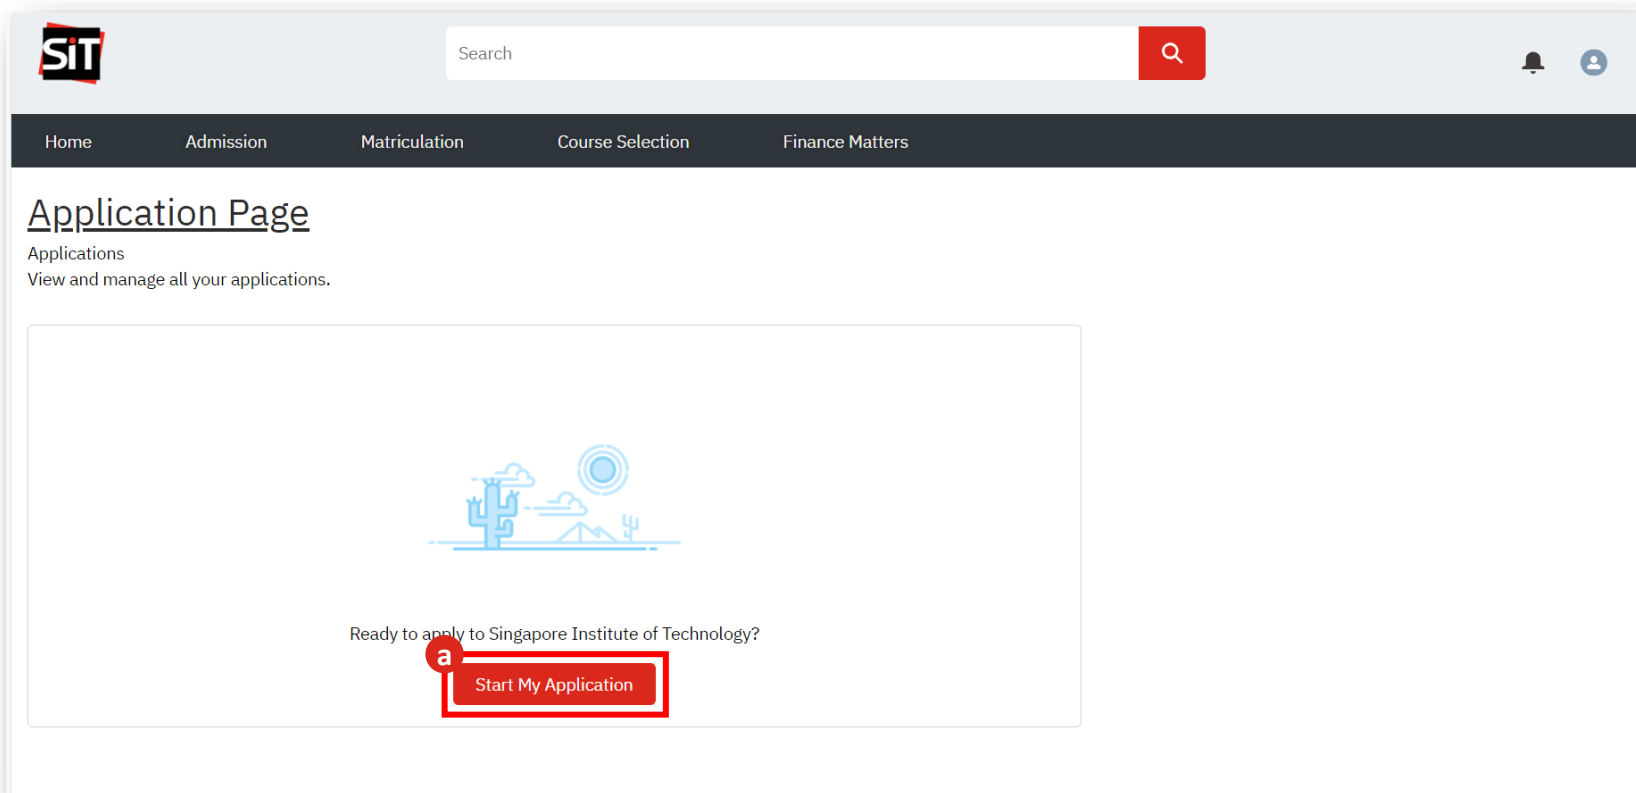 SiT
Search
Home Admission Matriculation Course Selection Finance Matters
Application Page
Applications
View and manage all your applications.
Ready to apply to Singapore Institute of Technology?
a
Start My Application